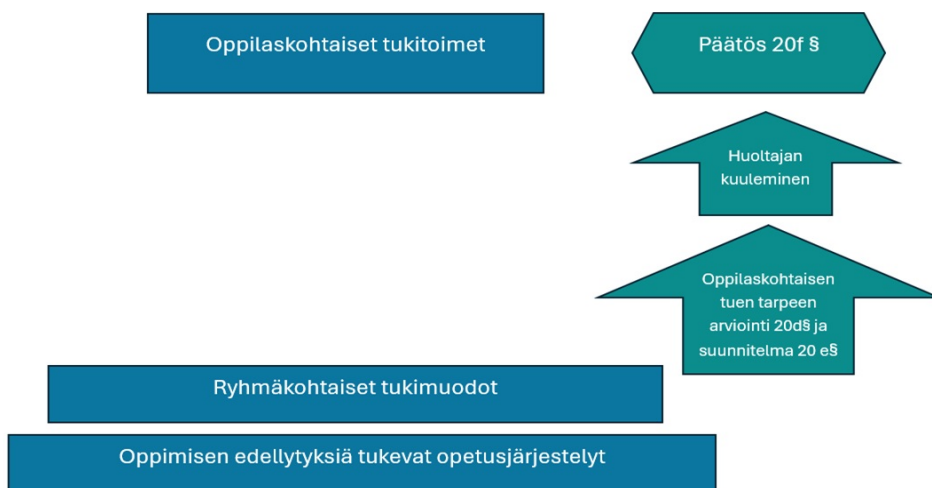 Oppilaskohtaiset tukitoimet
Päätös 20f §
Huoltajan
kuuleminen
Oppilaskohtaisen
tuen tarpeen
arviointi 20d§ ja
suunnitelma 20 e§
Ryhmäkohtaiset tukimuodot
Oppimisen edellytyksiä tukevat opetusjärjestelyt